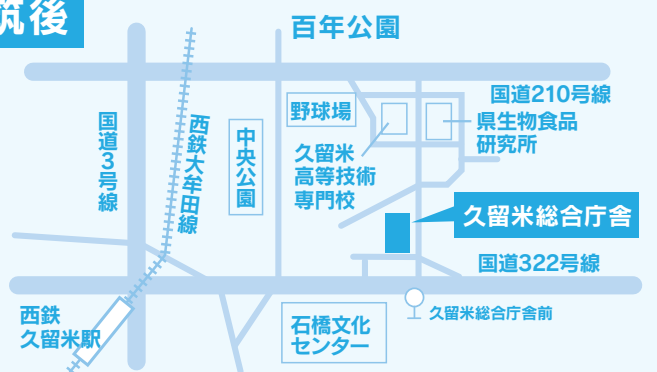 筑後
百年公園
国道210号線
野球場
県生物食品
研究所
国道3号線
西鉄大牟田線
中央公園
久留米
高等技術
専門校
久留米総合庁舎
国道322号線
西鉄
久留米駅
石橋文化
センター
久留米総合庁舎前